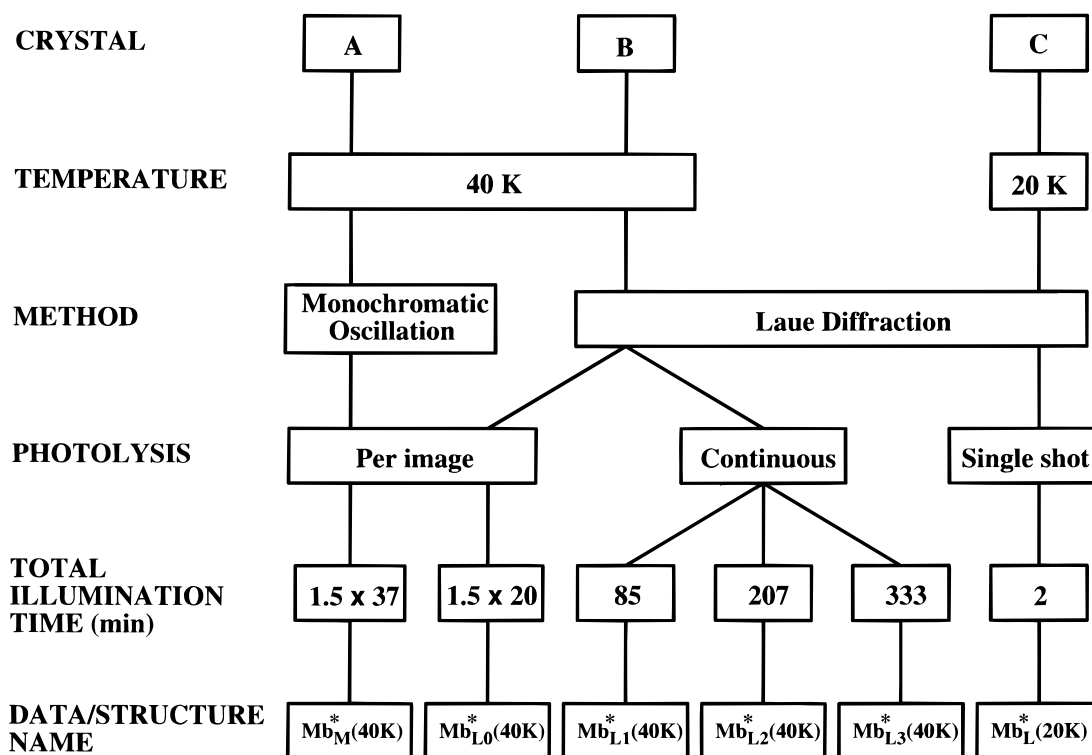 CRYSTAL A B C
TEMPERATURE 40 K 20 K
METHOD Monochromatic Oscillation Laue Diffraction
PHOTOLYSIS Per image Continuous Single shot
TOTAL
ILLUMINATION
TIME (min) 1.5 x 37 1.5 x 20 85 207 333 2
DATA/STRUCTURE
NAME Mb*M(40K) Mb*L0(40K) Mb*L1(40K) Mb*L2(40K) Mb*L3(40K) Mb*L(20K)